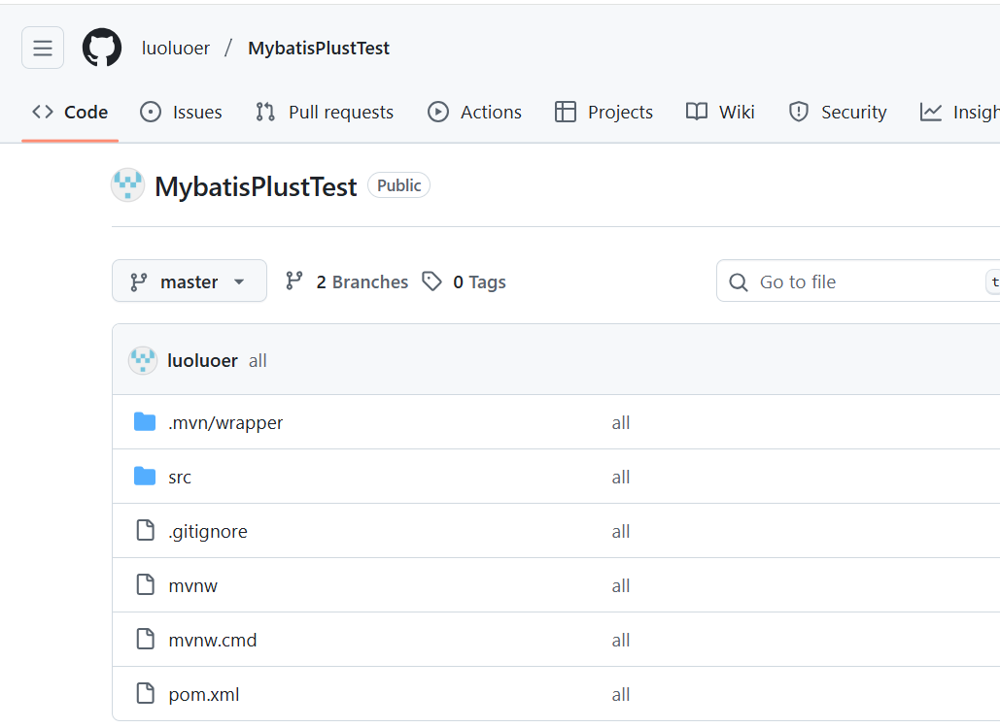 luoluoer / MybatisPlustTest
Code Issues Pull requests Actions Projects Wiki Security Insigh
MybatisPlustTest Public
master 2 Branches 0 Tags Go to file t
luoluoer all
.mvn/wrapper all
src all
.gitignore all
mvnw all
mvnw.cmd all
pom.xml all